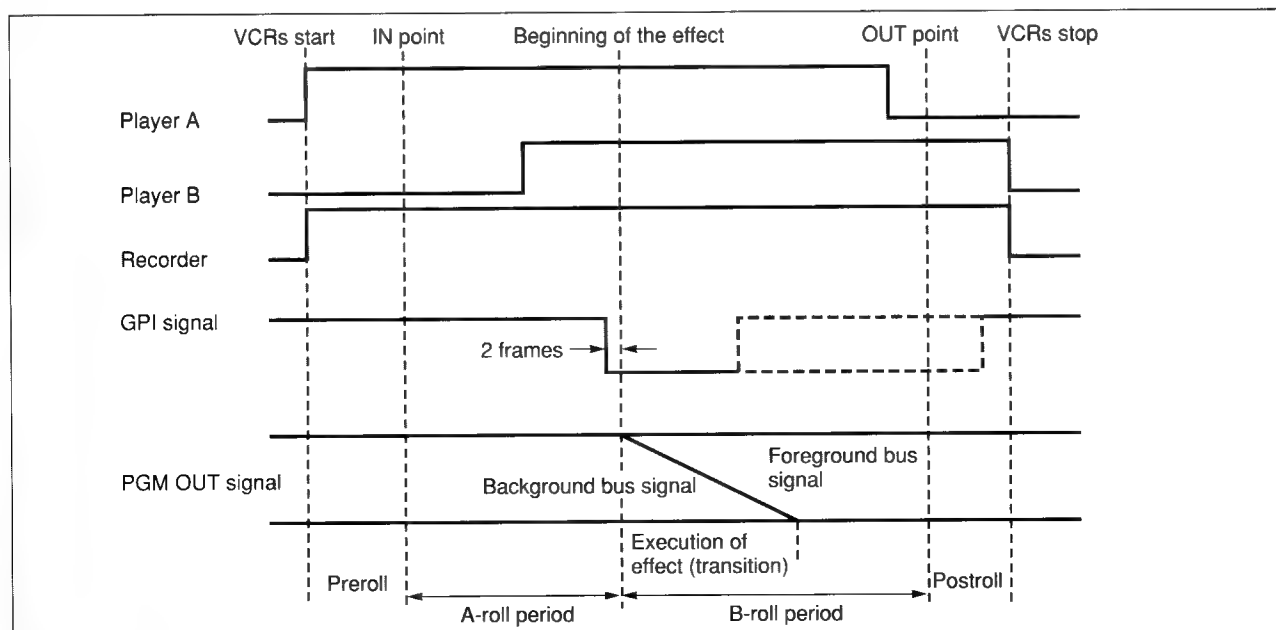 VCRs start IN point Beginning of the effect OUT point VCRs stop
Player A
Player B
Recorder
GPI signal
2 frames
Foreground bus
signal
PGM OUT signal
Background bus signal
Execution of
effect (transition)
Preroll
Postroll
A-roll period
B-roll period